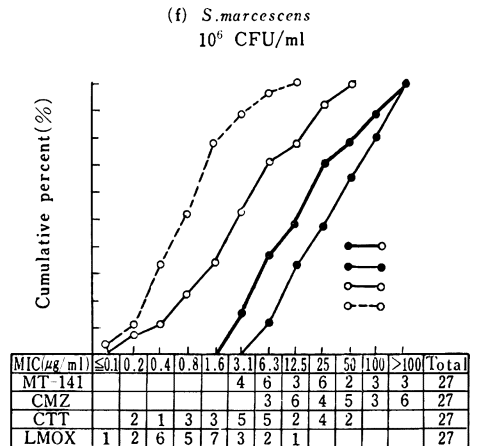 (f) S.marcescens
10⁶ CFU/ml
Cumulative percent(%)
MIC(μg/ml) ≦0.1 0.2 0.4 0.8 1.6 3.1 6.3 12.5 25 50 100 >100 Total
MT-141 4 6 3 6 2 3 3 27
CMZ 3 6 4 5 3 6 27
CTT 2 1 3 3 5 5 2 4 2 27
LMOX 1 2 6 5 7 3 2 1 27